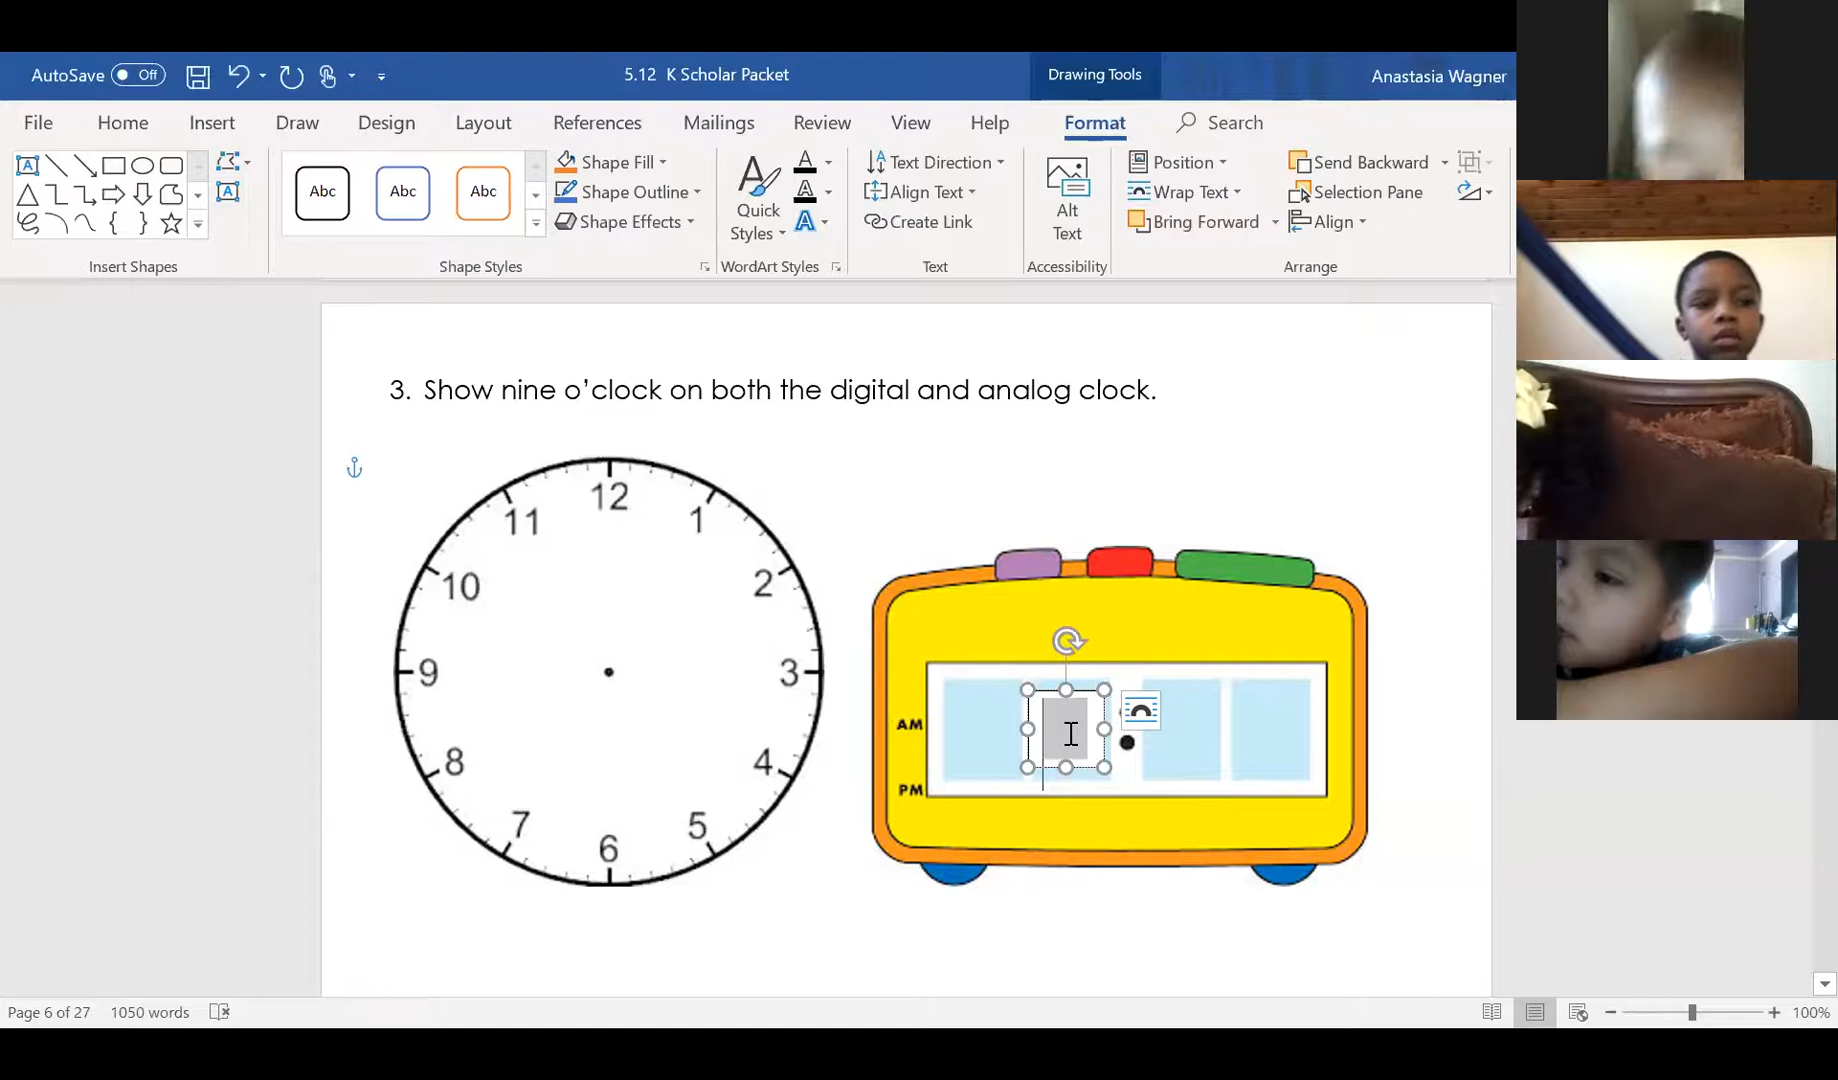 AutoSave Off
5.12 K Scholar Packet
Drawing Tools
Anastasia Wagner
File Home Insert Draw Design Layout References Mailings Review View Help Format Search
Abc Abc Abc
Shape Fill
Shape Outline
Shape Effects
A
Quick
Styles
A
A
A
Text Direction
Align Text
Create Link
Alt
Text
Position
Wrap Text
Bring Forward
Send Backward
Selection Pane
Align
Insert Shapes Shape Styles WordArt Styles Text Accessibility Arrange
3. Show nine o’clock on both the digital and analog clock.
12
11 1
10 2
9 3
8 4
7 5
6
AM
PM
Page 6 of 27 1050 words 100%